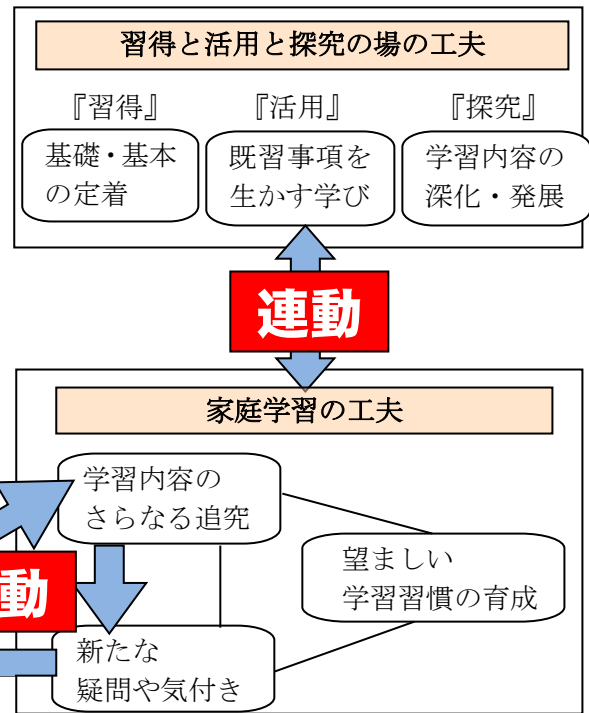 習得と活用と探究の場の工夫
『習得』 『活用』 『探究』
基礎・基本
の定着
既習事項を
生かす学び
学習内容の
深化・発展
連動
家庭学習の工夫
学習内容の
さらなる追究
望ましい
学習習慣の育成
動
新たな
疑問や気付き